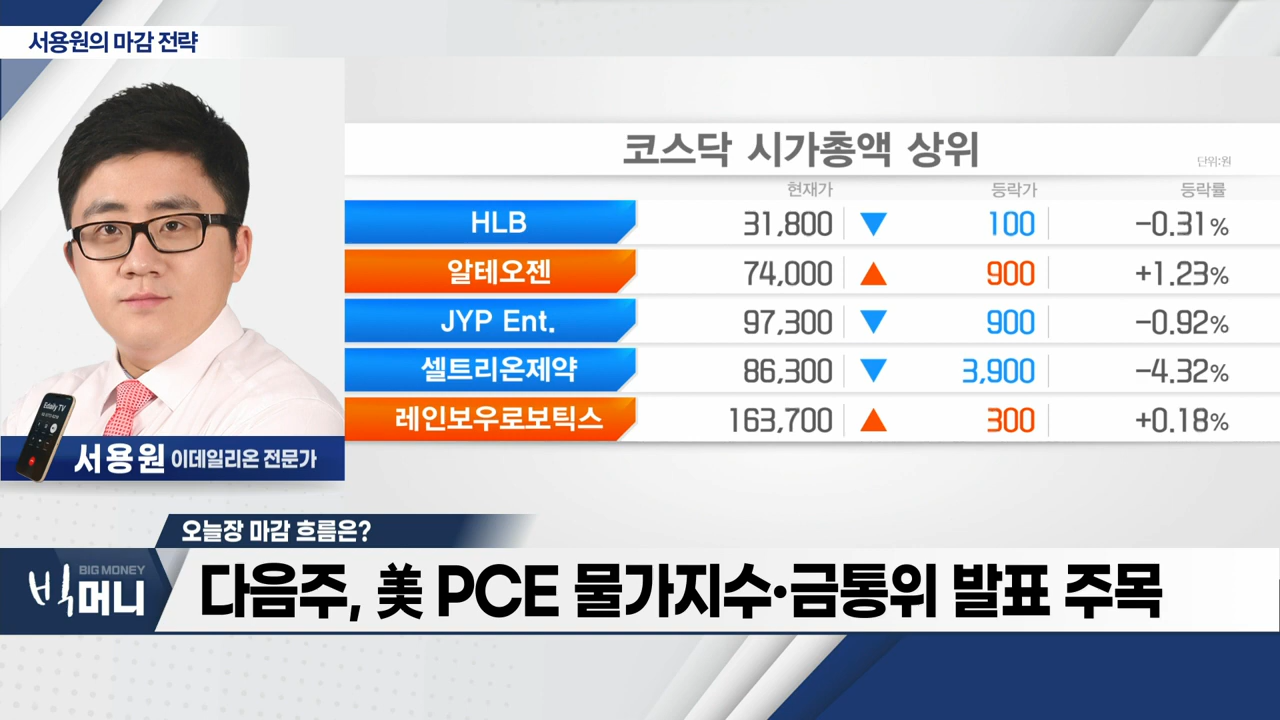 서용원의 마감 전략
코스닥 시가총액 상위
단위:원
현재가 등락가 등락률
HLB 31,800 ▼ 100 -0.31%
알테오젠 74,000 ▲ 900 +1.23%
JYP Ent. 97,300 ▼ 900 -0.92%
셀트리온제약 86,300 ▼ 3,900 -4.32%
레인보우로보틱스 163,700 ▲ 300 +0.18%
Edaily TV
서용원 이데일리온 전문가
오늘장 마감 흐름은?
BIG MONEY
빅머니
다음주, 美 PCE 물가지수·금통위 발표 주목